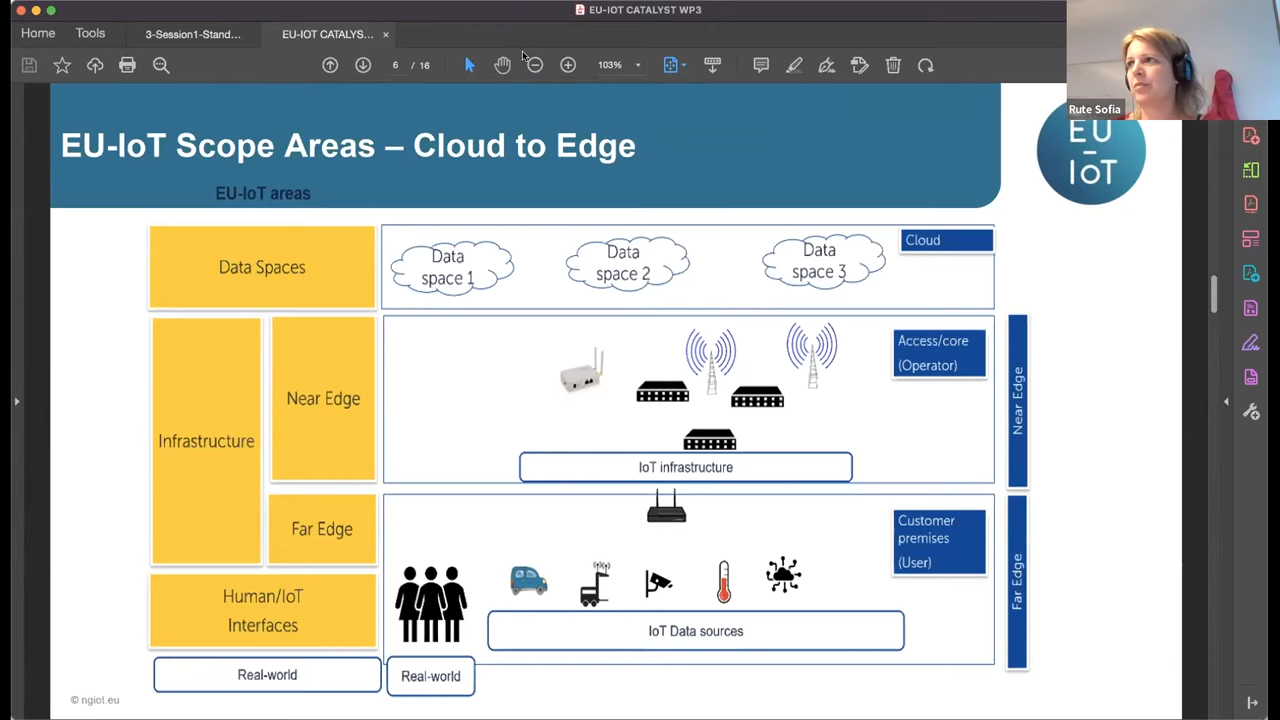 EU-IOT CATALYST WP3
Home
Tools
3-Session1-Stand...
EU-IOT CATALYS...
×
6 / 16
103%
Rute Sofia
EU-IoT Scope Areas – Cloud to Edge
EU-IoT areas
EU
–
IoT
Data Spaces
Data
space 1
Data
space 2
Data
space 3
Cloud
Infrastructure
Near Edge
Access/core
(Operator)
Near Edge
IoT infrastructure
Far Edge
Customer
premises
(User)
Far Edge
Human/IoT
Interfaces
IoT Data sources
Real-world
Real-world
© ngiot.eu